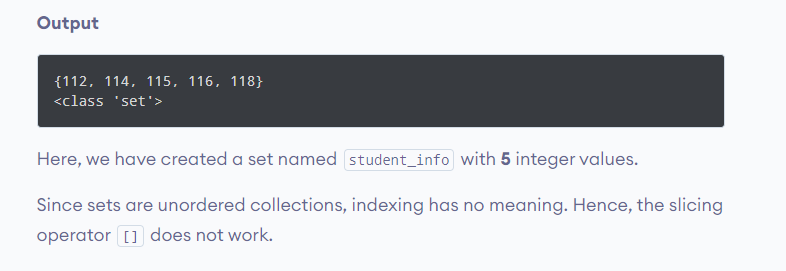 Output
{112, 114, 115, 116, 118}
<class 'set'>
Here, we have created a set named student_info with 5 integer values.
Since sets are unordered collections, indexing has no meaning. Hence, the slicing
operator [] does not work.